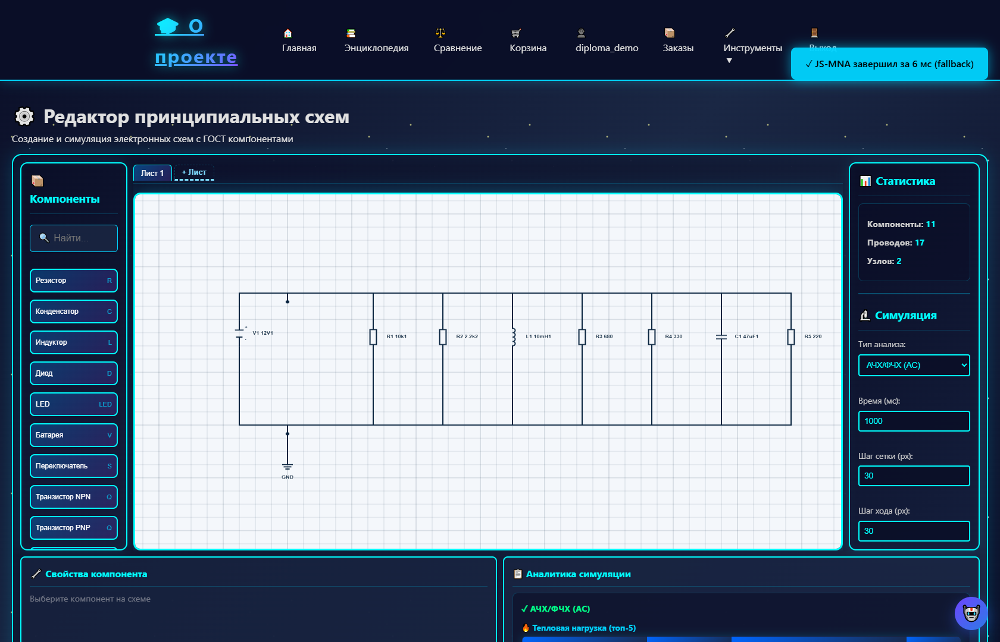 О
проекте
Главная
Энциклопедия
Сравнение
Корзина
diploma_demo
Заказы
Инструменты
▼
Выход
✓ JS-MNA завершил за 6 мс (fallback)
Редактор принципиальных схем
Создание и симуляция электронных схем с ГОСТ компонентами
Компоненты
Найти...
Резистор R
Конденсатор C
Индуктор L
Диод D
LED LED
Батарея V
Переключатель S
Транзистор NPN Q
Транзистор PNP Q
Лист 1
+ Лист
V1 12V1
R1 10k1
R2 2.2k2
L1 10mH1
R3 680
R4 330
C1 47uF1
R5 220
GND
Статистика
Компоненты: 11
Проводов: 17
Узлов: 2
Симуляция
Тип анализа:
АЧХ/ФЧХ (AC)
Время (мс):
1000
Шаг сетки (px):
30
Шаг хода (px):
30
Свойства компонента
Выберите компонент на схеме
Аналитика симуляции
✓ АЧХ/ФЧХ (AC)
Тепловая нагрузка (топ-5)